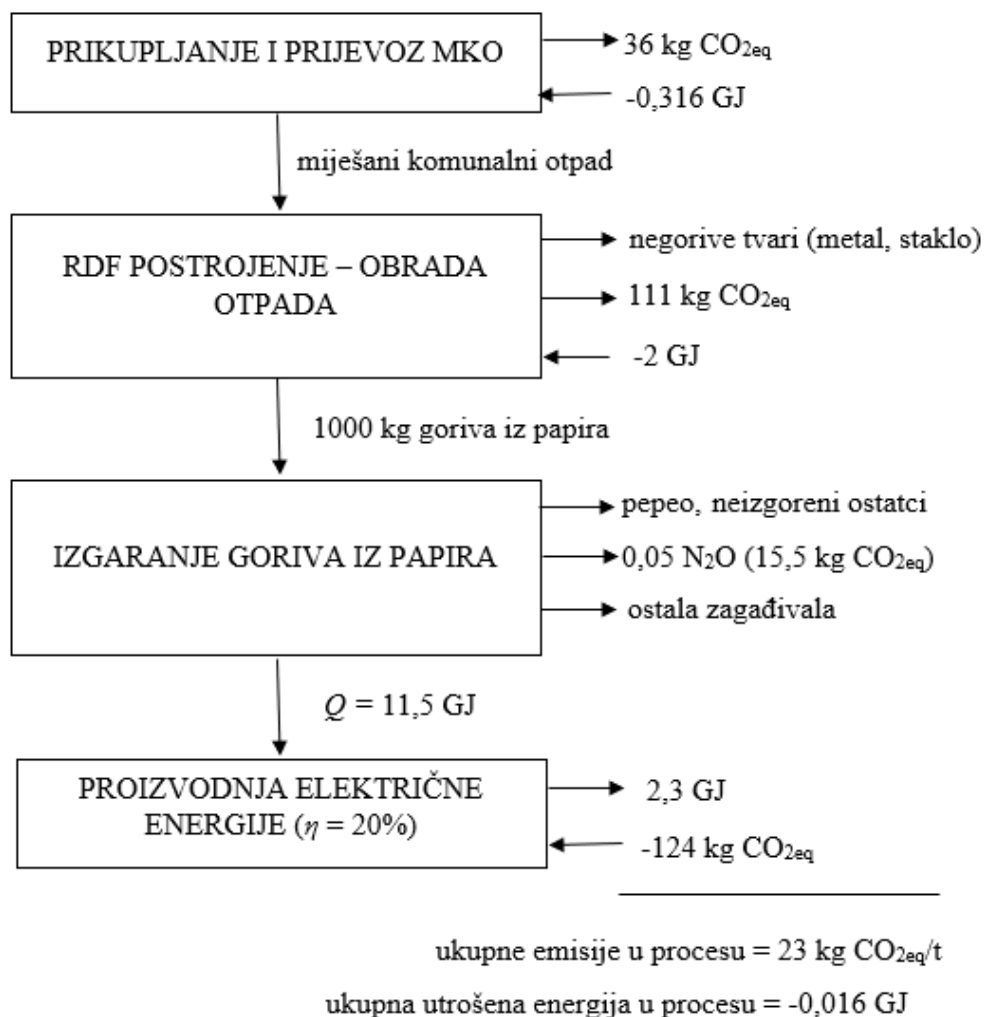 PRIKUPLJANJE I PRIJEVOZ MKO
36 kg CO₂eq
-0,316 GJ
miješani komunalni otpad
RDF POSTROJENJE – OBRADA
OTPADA
negorive tvari (metal, staklo)
111 kg CO₂eq
-2 GJ
1000 kg goriva iz papira
IZGARANJE GORIVA IZ PAPIRA
pepeo, neizgoreni ostatci
0,05 N₂O (15,5 kg CO₂eq)
ostala zagađivala
Q = 11,5 GJ
PROIZVODNJA ELEKTRIČNE
ENERGIJE (η = 20%)
2,3 GJ
-124 kg CO₂eq
ukupne emisije u procesu = 23 kg CO₂eq/t
ukupna utrošena energija u procesu = -0,016 GJ